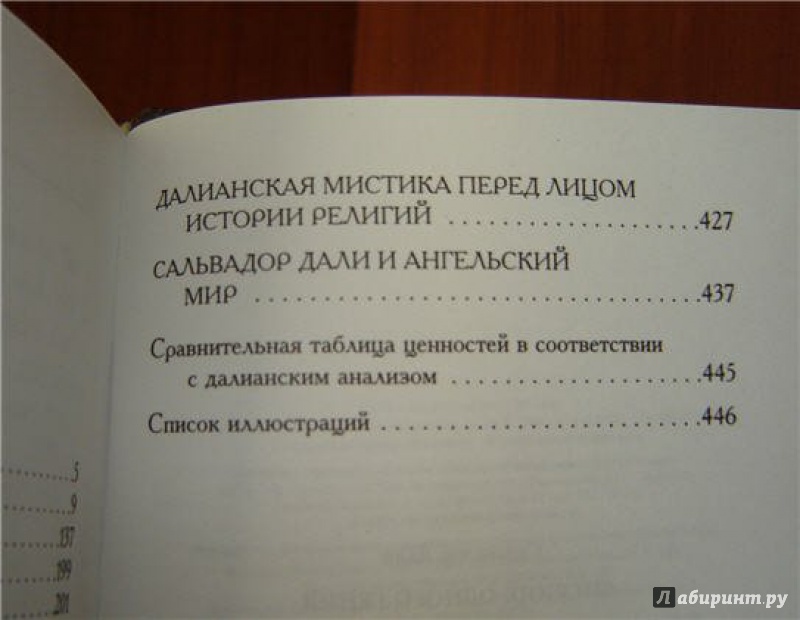 ДАЛИАНСКАЯ МИСТИКА ПЕРЕД ЛИЦОМ
ИСТОРИИ РЕЛИГИЙ ......................427
САЛЬВАДОР ДАЛИ И АНГЕЛЬСКИЙ
МИР ...................................437
Сравнительная таблица ценностей в соответствии
с далианским анализом ....................445
Список иллюстраций .........................446
.........5
.........9
.........137
.........199
.........201
Лабиринт.ру